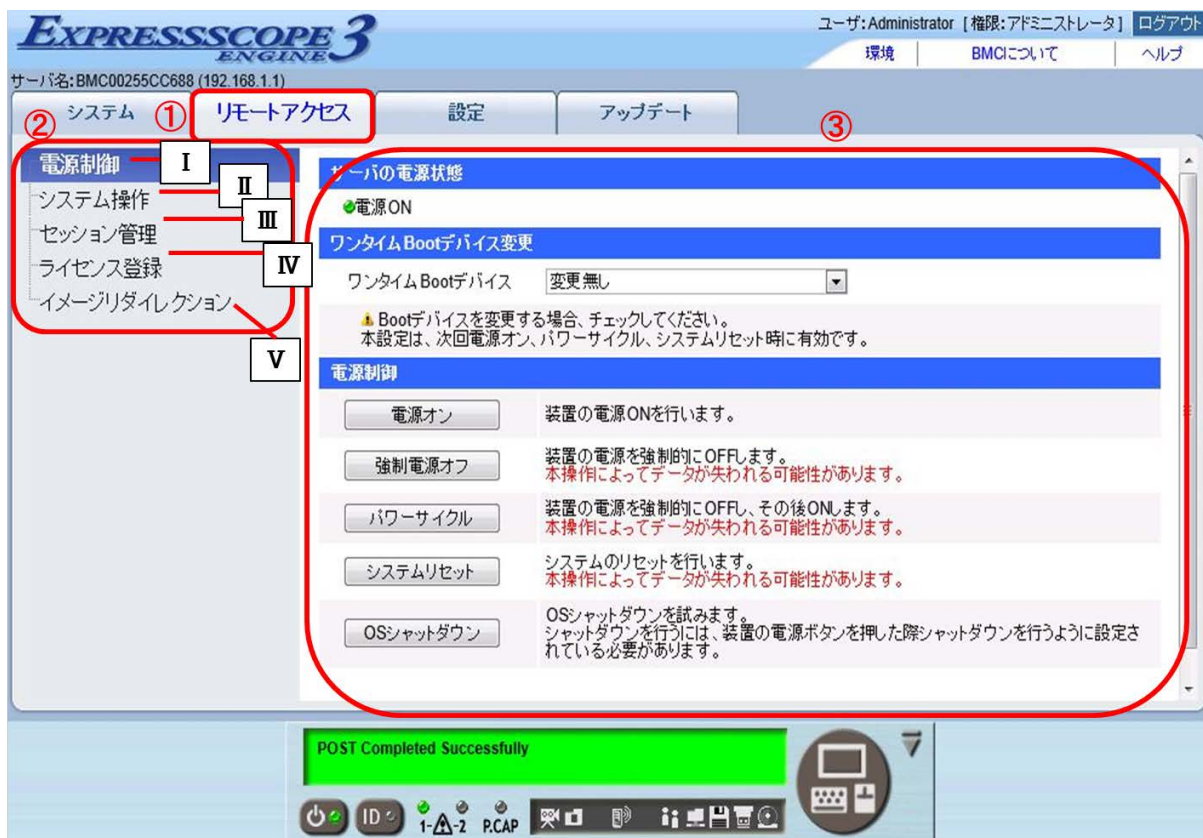 EXPRESSSCOPE 3
ENGINE
ユーザ:Administrator [権限:アドミニストレータ] ログアウト
環境 BMCについて ヘルプ
サーバ名:BMC00255CC688 (192.168.1.1)
システム ① リモートアクセス 設定 アップデート
② ③
電源制御 Ⅰ
システム操作 Ⅱ
セッション管理 Ⅲ
ライセンス登録 Ⅳ
イメージリダイレクション Ⅴ
サーバの電源状態
電源ON
ワンタイムBootデバイス変更
ワンタイムBootデバイス 変更無し
Bootデバイスを変更する場合、チェックしてください。
本設定は、次回電源オン、パワーサイクル、システムリセット時に有効です。
電源制御
電源オン 装置の電源ONを行います。
強制電源オフ 装置の電源を強制的にOFFします。
本操作によってデータが失われる可能性があります。
パワーサイクル 装置の電源を強制的にOFFし、その後ONします。
本操作によってデータが失われる可能性があります。
システムリセット システムのリセットを行います。
本操作によってデータが失われる可能性があります。
OSシャットダウン OSシャットダウンを試みます。
シャットダウンを行うには、装置の電源ボタンを押した際シャットダウンを行うように設定さ
れている必要があります。
POST Completed Successfully
ID 1-2 P.CAP